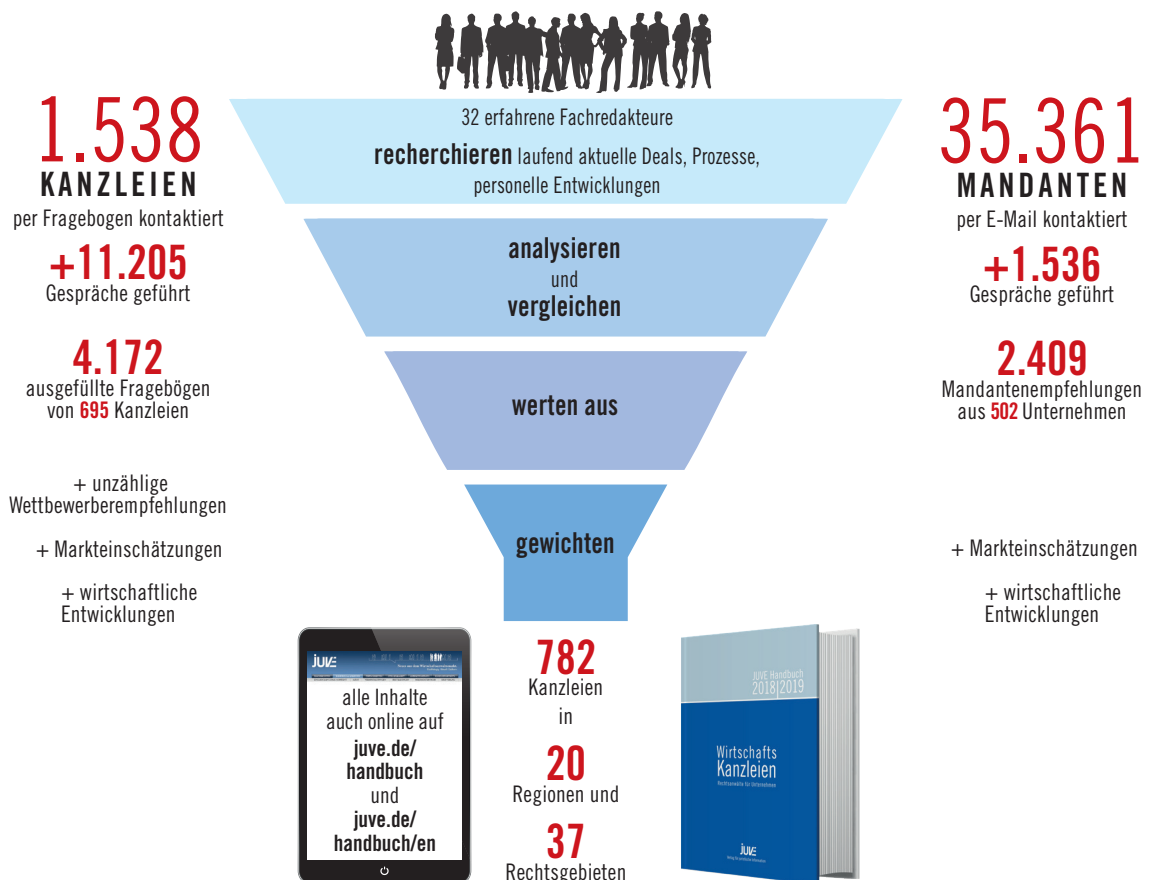 1.538
KANZLEIEN
per Fragebogen kontaktiert
+11.205
Gespräche geführt
4.172
ausgefüllte Fragebögen
von 695 Kanzleien
+ unzählige
Wettbewerberempfehlungen
+ Markteinschätzungen
+ wirtschaftliche
Entwicklungen
32 erfahrene Fachredakteure
recherchieren laufend aktuelle Deals, Prozesse,
personelle Entwicklungen
analysieren
und
vergleichen
werten aus
gewichten
35.361
MANDANTEN
per E-Mail kontaktiert
+1.536
Gespräche geführt
2.409
Mandantenempfehlungen
aus 502 Unternehmen
+ Markteinschätzungen
+ wirtschaftliche
Entwicklungen
JUVE
alle Inhalte
auch online auf
juve.de/
handbuch
und
juve.de/
handbuch/en
782
Kanzleien
in
20
Regionen und
37
Rechtsgebieten
JUVE Handbuch
2018|2019
Wirtschafts
Kanzleien
Rechtsanwälte für Unternehmen
JUVE